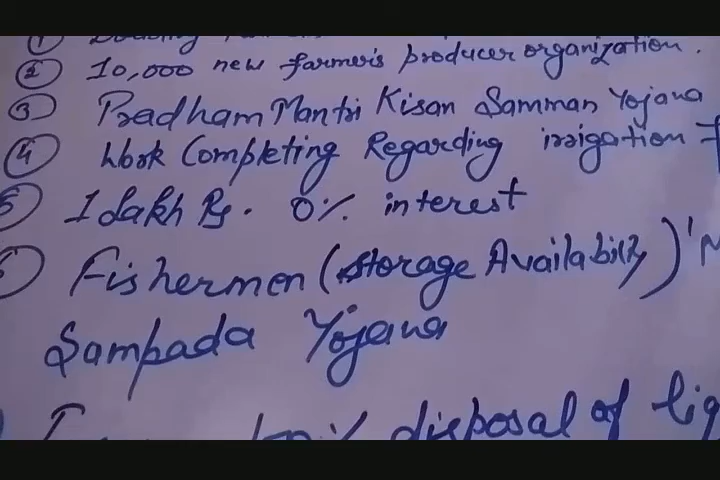 ② 10,000 new farmer's producer organization.
③ Pradham Mantri Kisan Samman Yojana
④ Work Completing Regarding irrigation
1 Lakh Rs. 0% interest
Fishermen (storage Availability)
Sampada Yojana
disposal of